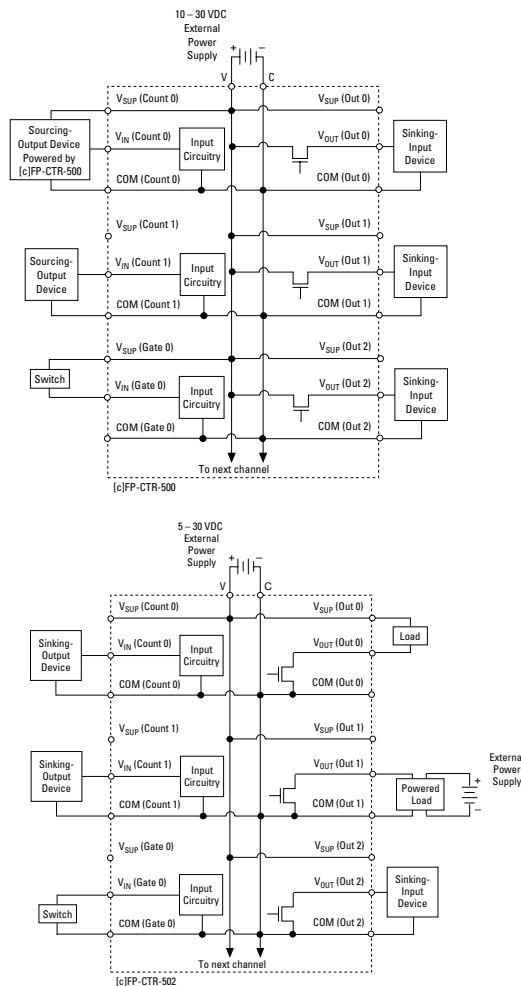 10 – 30 VDC
External
Power
Supply
+ –
V C
V_SUP (Count 0) V_SUP (Out 0)
Sourcing-
Output Device
Powered by
[c]FP-CTR-500
V_IN (Count 0)
Input
Circuitry
V_OUT (Out 0)
Sinking-
Input
Device
COM (Count 0) COM (Out 0)
V_SUP (Count 1) V_SUP (Out 1)
Sourcing-
Output
Device
V_IN (Count 1)
Input
Circuitry
V_OUT (Out 1)
Sinking-
Input
Device
COM (Count 1) COM (Out 1)
V_SUP (Gate 0) V_SUP (Out 2)
Switch
V_IN (Gate 0)
Input
Circuitry
V_OUT (Out 2)
Sinking-
Input
Device
COM (Gate 0) COM (Out 2)
To next channel
[c]FP-CTR-500
5 – 30 VDC
External
Power
Supply
+ –
V C
V_SUP (Count 0) V_SUP (Out 0)
Load
Sinking-
Output
Device
V_IN (Count 0)
Input
Circuitry
V_OUT (Out 0)
COM (Count 0) COM (Out 0)
V_SUP (Count 1) V_SUP (Out 1)
Sinking-
Output
Device
V_IN (Count 1)
Input
Circuitry
V_OUT (Out 1)
Powered
Load
Externa
Power
Supply
+
–
COM (Count 1) COM (Out 1)
V_SUP (Gate 0) V_SUP (Out 2)
Switch
V_IN (Gate 0)
Input
Circuitry
V_OUT (Out 2)
Sinking-
Input
Device
COM (Gate 0) COM (Out 2)
To next channel
[c]FP-CTR-502